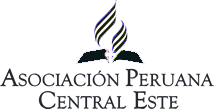 ASOCIACIÓN PERUANA
CENTRAL ESTE